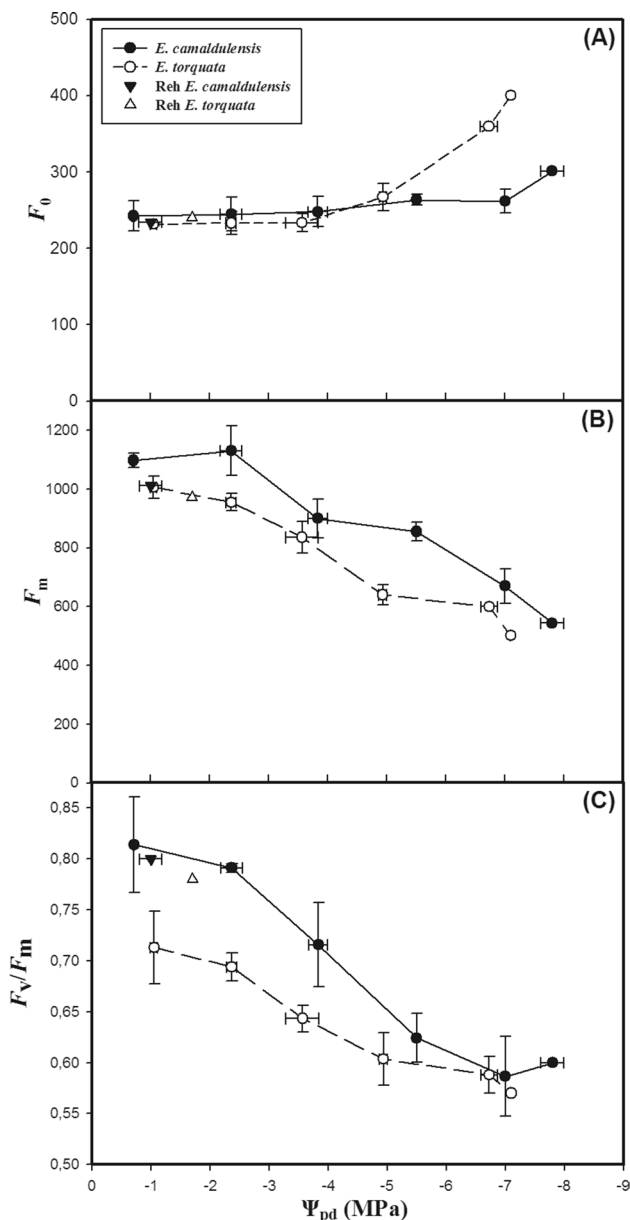 500
(A)
E. camaldulensis
E. torquata
Reh E. camaldulensis
Reh E. torquata
400
300
F0
200
100
0
(B)
1200
1000
800
Fm
600
400
200
0
(C)
0,85
0,80
0,75
0,70
Fv/Fm
0,65
0,60
0,55
0,50
0 -1 -2 -3 -4 -5 -6 -7 -8 -9
Ψpd (MPa)